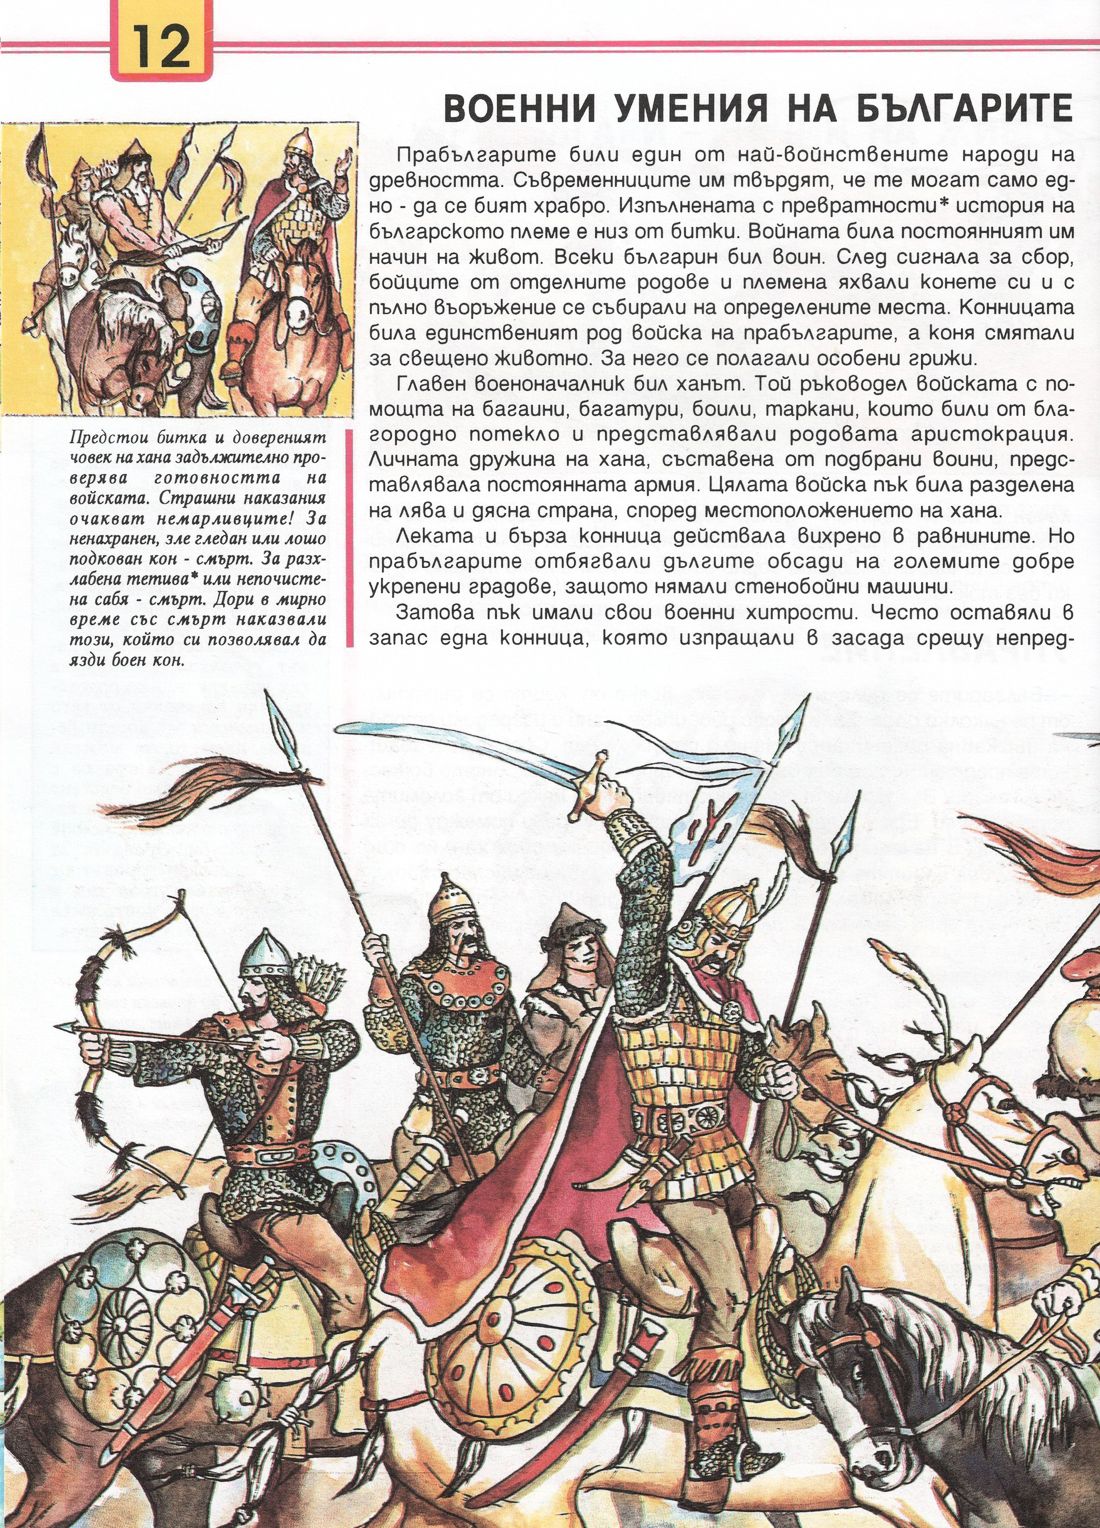 12
ВОЕННИ УМЕНИЯ НА БЪЛГАРИТЕ
Прабългарите били един от най-войнствените народи на
древността. Съвременниците им твърдят, че те могат само ед-
но - да се бият храбро. Изпълнената с превратности* история на
българското племе е низ от битки. Войната била постоянният им
начин на живот. Всеки българин бил воин. След сигнала за сбор,
бойците от отделните родове и племена яхвали конете си и с
пълно въоръжение се събирали на определените места. Конницата
била единственият род войска на прабългарите, а коня смятали
за свещено животно. За него се полагали особени грижи.
Главен военоначалник бил ханът. Той ръководел войската с по-
мощта на багаини, багатури, боили, таркани, които били от бла-
городно потекло и представлявали родовата аристокрация.
Личната дружина на хана, съставена от подбрани воини, предс-
тавлявала постоянната армия. Цялата войска пък била разделена
на лява и дясна страна, според местоположението на хана.
Леката и бърза конница действала вихрено в равнините. Но
прабългарите отбягвали дългите обсади на големите добре
укрепени градове, защото нямали стенобойни машини.
Затова пък имали свои военни хитрости. Често оставяли в
запас една конница, която изпращали в засада срещу непред-
Предстои битка и довереният
човек на хана задължително про-
верява готовността на
войската. Страшни наказания
очакват немарливците! За
ненахранен, зле гледан или лошо
подкован кон - смърт. За разх-
лабена тетива* или непочисте-
на сабя - смърт. Дори в мирно
време със смърт наказвали
този, който си позволявал да
язди боен кон.